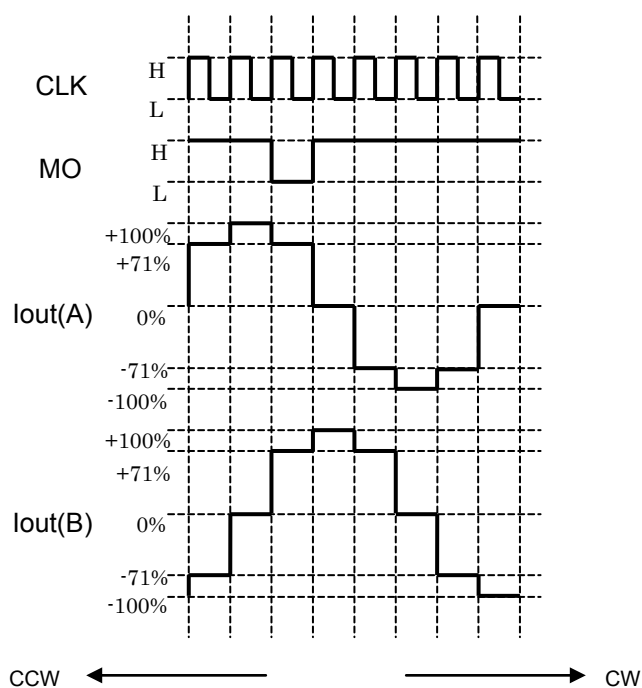 CLK
H
L
MO
H
L
Iout(A)
+100%
+71%
0%
-71%
-100%
Iout(B)
+100%
+71%
0%
-71%
-100%
CCW
CW